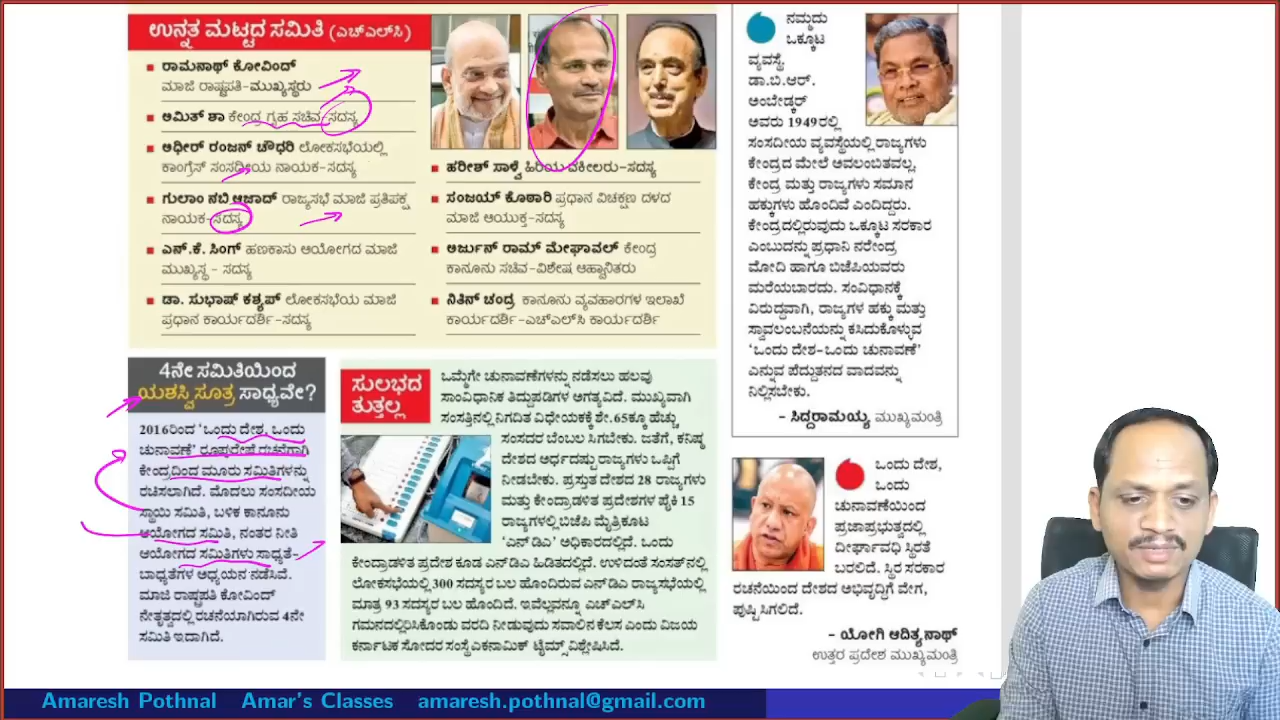 ಉನ್ನತ ಮಟ್ಟದ ಸಮಿತಿ (ಎಚ್‌ಎಲ್‌ಸಿ)
ರಾಮನಾಥ್ ಕೋವಿಂದ್
ಮಾಜಿ ರಾಷ್ಟ್ರಪತಿ-ಮುಖ್ಯಸ್ಥರು
ಅಮಿತ್ ಶಾ ಕೇಂದ್ರ ಗೃಹ ಸಚಿವ-ಸದಸ್ಯ
ಅಧೀರ್ ರಂಜನ್ ಚೌಧರಿ ಲೋಕಸಭೆಯಲ್ಲಿ
ಕಾಂಗ್ರೆಸ್ ಸಂಸದೀಯ ನಾಯಕ-ಸದಸ್ಯ
ಗುಲಾಂ ನಬಿ ಆಜಾದ್ ರಾಜ್ಯಸಭೆ ಮಾಜಿ ಪ್ರತಿಪಕ್ಷ
ನಾಯಕ-ಸದಸ್ಯ
ಎನ್.ಕೆ. ಸಿಂಗ್ ಹಣಕಾಸು ಆಯೋಗದ ಮಾಜಿ
ಮುಖ್ಯಸ್ಥ - ಸದಸ್ಯ
ಡಾ. ಸುಭಾಷ್ ಕಶ್ಯಪ್ ಲೋಕಸಭೆಯ ಮಾಜಿ
ಪ್ರಧಾನ ಕಾರ್ಯದರ್ಶಿ-ಸದಸ್ಯ
ಹರೀಶ್ ಸಾಳ್ವೆ ಹಿರಿಯ ವಕೀಲರು-ಸದಸ್ಯ
ಸಂಜಯ್ ಕೊಠಾರಿ ಪ್ರಧಾನ ವಿಚಕ್ಷಣ ದಳದ
ಮಾಜಿ ಆಯುಕ್ತ-ಸದಸ್ಯ
ಅರ್ಜುನ್ ರಾಮ್ ಮೇಘಾವಲ್ ಕೇಂದ್ರ
ಕಾನೂನು ಸಚಿವ-ವಿಶೇಷ ಆಹ್ವಾನಿತರು
ನಿತಿನ್ ಚಂದ್ರ ಕಾನೂನು ವ್ಯವಹಾರಗಳ ಇಲಾಖೆ
ಕಾರ್ಯದರ್ಶಿ-ಎಚ್‌ಎಲ್‌ಸಿ ಕಾರ್ಯದರ್ಶಿ
4ನೇ ಸಮಿತಿಯಿಂದ
ಯಶಸ್ವಿ ಸೂತ್ರ ಸಾಧ್ಯವೇ?
2016ರಿಂದ 'ಒಂದು ದೇಶ, ಒಂದು
ಚುನಾವಣೆ' ರೂಪುರೇಷೆ ರಚನೆಗಾಗಿ
ಕೇಂದ್ರದಿಂದ ಮೂರು ಸಮಿತಿಗಳನ್ನು
ರಚಿಸಲಾಗಿದೆ. ಮೊದಲು ಸಂಸದೀಯ
ಸ್ಥಾಯಿ ಸಮಿತಿ, ಬಳಿಕ ಕಾನೂನು
ಆಯೋಗದ ಸಮಿತಿ, ನಂತರ ನೀತಿ
ಆಯೋಗದ ಸಮಿತಿಗಳು ಸಾಧ್ಯತೆ-
ಬಾಧ್ಯತೆಗಳ ಅಧ್ಯಯನ ನಡೆಸಿವೆ.
ಮಾಜಿ ರಾಷ್ಟ್ರಪತಿ ಕೋವಿಂದ್
ನೇತೃತ್ವದಲ್ಲಿ ರಚನೆಯಾಗಿರುವ 4ನೇ
ಸಮಿತಿ ಇದಾಗಿದೆ.
ಸುಲಭದ
ತುತ್ತಲ್ಲ
ಒಮ್ಮೆಗೇ ಚುನಾವಣೆಗಳನ್ನು ನಡೆಸಲು ಹಲವು
ಸಾಂವಿಧಾನಿಕ ತಿದ್ದುಪಡಿಗಳ ಅಗತ್ಯವಿದೆ. ಮುಖ್ಯವಾಗಿ
ಸಂಸತ್ತಿನಲ್ಲಿ ನಿಗದಿತ ವಿಧೇಯಕಕ್ಕೆ ಶೇ.65ಕ್ಕೂ ಹೆಚ್ಚು
ಸಂಸದರ ಬೆಂಬಲ ಸಿಗಬೇಕು. ಜತೆಗೆ, ಕನಿಷ್ಠ
ದೇಶದ ಅರ್ಧದಷ್ಟು ರಾಜ್ಯಗಳು ಒಪ್ಪಿಗೆ
ನೀಡಬೇಕು. ಪ್ರಸ್ತುತ ದೇಶದ 28 ರಾಜ್ಯಗಳು
ಮತ್ತು ಕೇಂದ್ರಾಡಳಿತ ಪ್ರದೇಶಗಳ ಪೈಕಿ 15
ರಾಜ್ಯಗಳಲ್ಲಿ ಬಿಜೆಪಿ ಮೈತ್ರಿಕೂಟ
'ಎನ್‌ಡಿಎ' ಅಧಿಕಾರದಲ್ಲಿದೆ. ಒಂದು
ಕೇಂದ್ರಾಡಳಿತ ಪ್ರದೇಶ ಕೂಡ ಎನ್‌ಡಿಎ ಹಿಡಿತದಲ್ಲಿದೆ. ಉಳಿದಂತೆ ಸಂಸತ್‌ನಲ್ಲಿ
ಲೋಕಸಭೆಯಲ್ಲಿ 300 ಸದಸ್ಯರ ಬಲ ಹೊಂದಿರುವ ಎನ್‌ಡಿಎ ರಾಜ್ಯಸಭೆಯಲ್ಲಿ
ಮಾತ್ರ 93 ಸದಸ್ಯರ ಬಲ ಹೊಂದಿದೆ. ಇವೆಲ್ಲವನ್ನೂ ಎಚ್‌ಎಲ್‌ಸಿ
ಗಮನದಲ್ಲಿರಿಸಿಕೊಂಡು ವರದಿ ನೀಡುವುದು ಸವಾಲಿನ ಕೆಲಸ ಎಂದು ವಿಜಯ
ಕರ್ನಾಟಕ ಸೋದರ ಸಂಸ್ಥೆ ಎಕನಾಮಿಕ್ ಟೈಮ್ಸ್ ವಿಶ್ಲೇಷಿಸಿದೆ.
ನಮ್ಮದು
ಒಕ್ಕೂಟ
ವ್ಯವಸ್ಥೆ.
ಡಾ.ಬಿ.ಆರ್.
ಅಂಬೇಡ್ಕರ್
ಅವರು 1949ರಲ್ಲಿ
ಸಂಸದೀಯ ವ್ಯವಸ್ಥೆಯಲ್ಲಿ ರಾಜ್ಯಗಳು
ಕೇಂದ್ರದ ಮೇಲೆ ಅವಲಂಬಿತವಲ್ಲ.
ಕೇಂದ್ರ ಮತ್ತು ರಾಜ್ಯಗಳು ಸಮಾನ
ಹಕ್ಕುಗಳು ಹೊಂದಿವೆ ಎಂದಿದ್ದರು.
ಕೇಂದ್ರದಲ್ಲಿರುವುದು ಒಕ್ಕೂಟ ಸರಕಾರ
ಎಂಬುದನ್ನು ಪ್ರಧಾನಿ ನರೇಂದ್ರ
ಮೋದಿ ಹಾಗೂ ಬಿಜೆಪಿಯವರು
ಮರೆಯಬಾರದು. ಸಂವಿಧಾನಕ್ಕೆ
ವಿರುದ್ಧವಾಗಿ, ರಾಜ್ಯಗಳ ಹಕ್ಕು ಮತ್ತು
ಸ್ವಾವಲಂಬನೆಯನ್ನು ಕಸಿದುಕೊಳ್ಳುವ
'ಒಂದು ದೇಶ-ಒಂದು ಚುನಾವಣೆ'
ಎನ್ನುವ ಪೆದ್ದುತನದ ವಾದವನ್ನು
ನಿಲ್ಲಿಸಬೇಕು.
- ಸಿದ್ದರಾಮಯ್ಯ ಮುಖ್ಯಮಂತ್ರಿ
ಒಂದು ದೇಶ,
ಒಂದು
ಚುನಾವಣೆಯಿಂದ
ಪ್ರಜಾಪ್ರಭುತ್ವದಲ್ಲಿ
ದೀರ್ಘಾವಧಿ ಸ್ಥಿರತೆ
ಬರಲಿದೆ. ಸ್ಥಿರ ಸರಕಾರ
ರಚನೆಯಿಂದ ದೇಶದ ಅಭಿವೃದ್ಧಿಗೆ ವೇಗ,
ಪುಷ್ಟಿ ಸಿಗಲಿದೆ.
- ಯೋಗಿ ಆದಿತ್ಯನಾಥ್
ಉತ್ತರ ಪ್ರದೇಶ ಮುಖ್ಯಮಂತ್ರಿ
Amaresh Pothnal Amar's Classes amaresh.pothnal@gmail.com